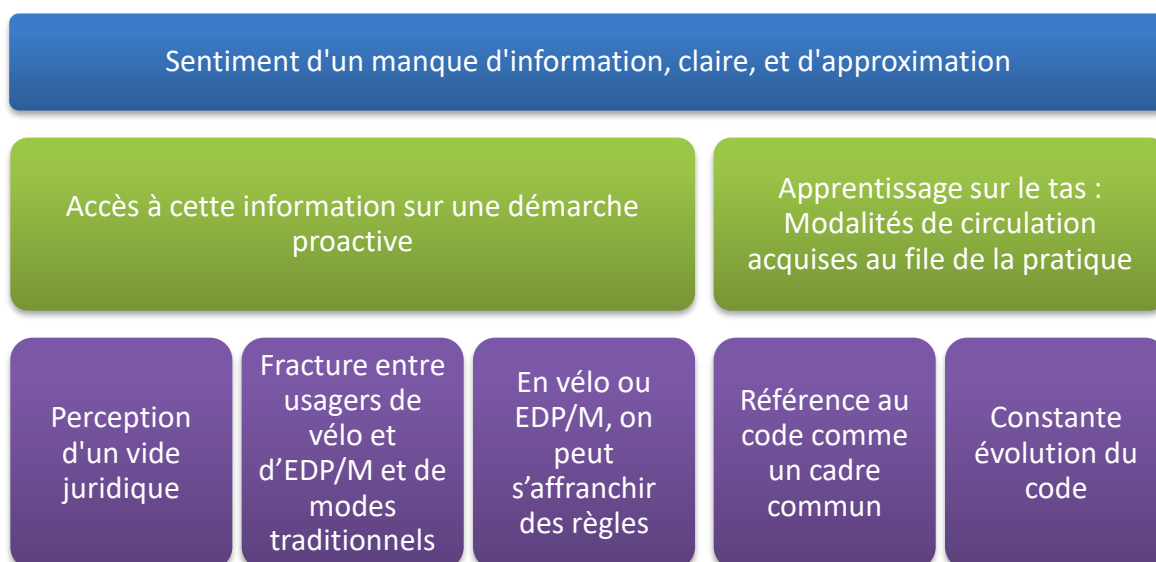 Sentiment d'un manque d'information, claire, et d'approximation
Accès à cette information sur une démarche
proactive
Apprentissage sur le tas :
Modalités de circulation
acquises au file de la pratique
Perception
d'un vide
juridique
Fracture entre
usagers de
vélo et
d’EDP/M et de
modes
traditionnels
En vélo ou
EDP/M, on
peut
s’affranchir
des règles
Référence au
code comme
un cadre
commun
Constante
évolution du
code